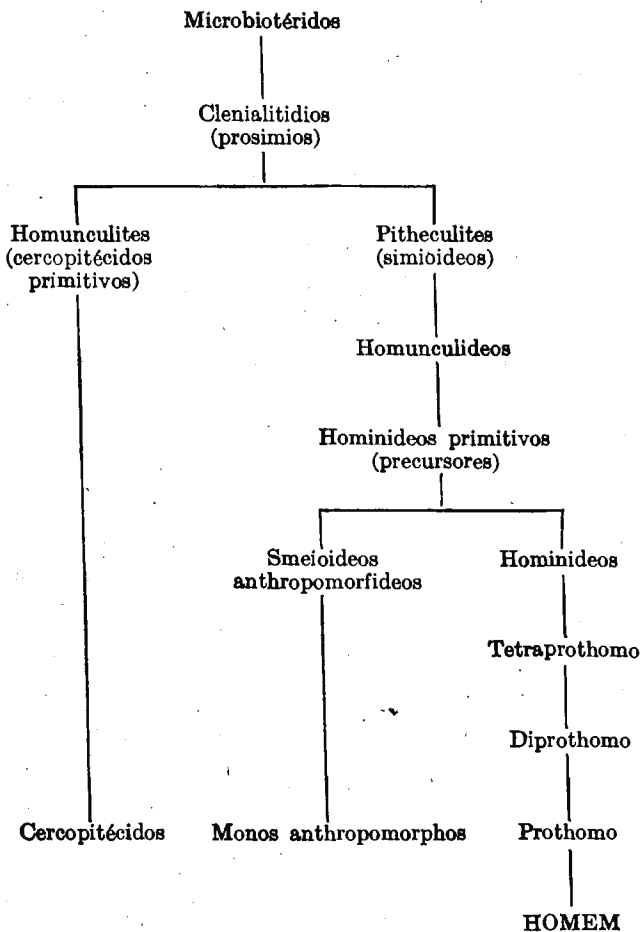 Microbiotéridos
Clenialitidios
(prosimios)
Homunculites
(cercopitécidos
primitivos)
Pitheculites
(simioideos)
Homunculideos
Hominideos primitivos
(precursores)
Smeioideos
anthropomorfideos
Hominideos
Tetraprothomo
Diprothomo
Cercopitécidos
Monos anthropomorphos
Prothomo
HOMEM